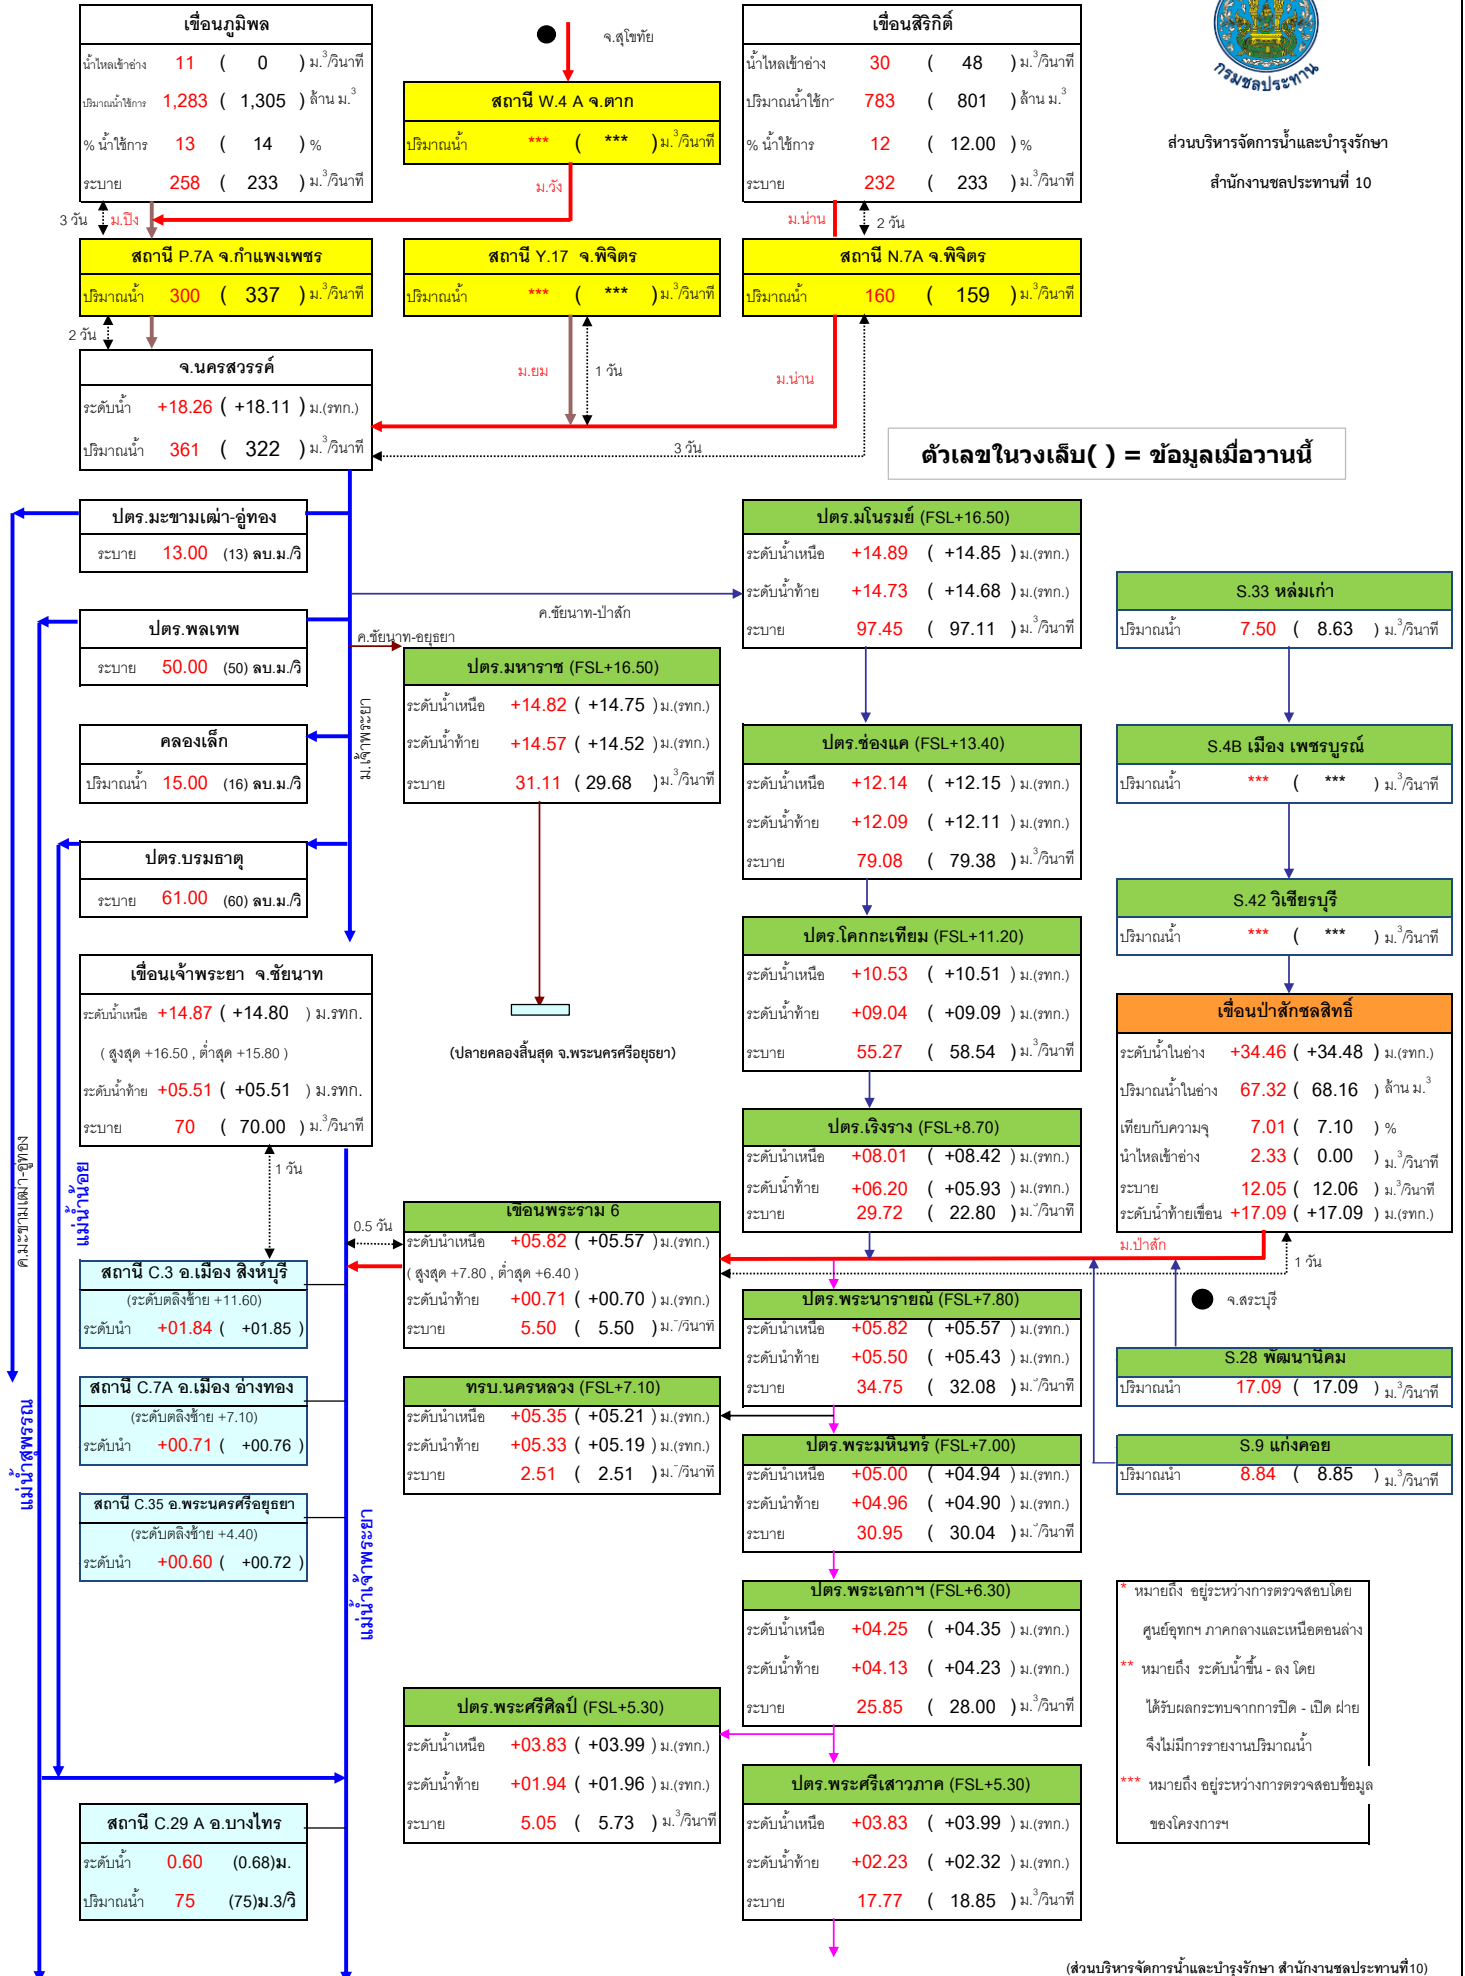 เขื่อนภูมิพล
น้ำไหลเข้าอ่าง 11 ( 0 ) ม.³/วินาที
ปริมาณน้ำใช้การ 1,283 ( 1,305 ) ล้าน ม.³
% น้ำใช้การ 13 ( 14 ) %
ระบาย 258 ( 233 ) ม.³/วินาที
จ.สุโขทัย
สถานี W.4 A จ.ตาก
ปริมาณน้ำ *** ( *** ) ม.³/วินาที
เขื่อนสิริกิติ์
น้ำไหลเข้าอ่าง 30 ( 48 ) ม.³/วินาที
ปริมาณน้ำใช้กา 783 ( 801 ) ล้าน ม.³
% น้ำใช้การ 12 ( 12.00 ) %
ระบาย 232 ( 233 ) ม.³/วินาที
กรมชลประทาน
ส่วนบริหารจัดการน้ำและบำรุงรักษา
สำนักงานชลประทานที่ 10
3 วัน ม.ปิง
ม.วัง
ม.น่าน 2 วัน
สถานี P.7A จ.กำแพงเพชร
ปริมาณน้ำ 300 ( 337 ) ม.³/วินาที
สถานี Y.17 จ.พิจิตร
ปริมาณน้ำ *** ( *** ) ม.³/วินาที
สถานี N.7A จ.พิจิตร
ปริมาณน้ำ 160 ( 159 ) ม.³/วินาที
2 วัน
ม.ยม 1 วัน
ม.น่าน
จ.นครสวรรค์
ระดับน้ำ +18.26 ( +18.11 ) ม.(รทก.)
ปริมาณน้ำ 361 ( 322 ) ม.³/วินาที
3 วัน
ตัวเลขในวงเล็บ( ) = ข้อมูลเมื่อวานนี้
ปตร.มะขามเฒ่า-อู่ทอง
ระบาย 13.00 (13) ลบ.ม./วิ
ปตร.พลเทพ
ระบาย 50.00 (50) ลบ.ม./วิ
คลองเล็ก
ปริมาณน้ำ 15.00 (16) ลบ.ม./วิ
ปตร.บรมธาตุ
ระบาย 61.00 (60) ลบ.ม./วิ
ม.เจ้าพระยา
ค.ชัยนาท-ป่าสัก
ค.ชัยนาท-อยุธยา
ปตร.มหาราช (FSL+16.50)
ระดับน้ำเหนือ +14.82 ( +14.75 ) ม.(รทก.)
ระดับน้ำท้าย +14.57 ( +14.52 ) ม.(รทก.)
ระบาย 31.11 ( 29.68 ) ม.³/วินาที
(ปลายคลองสิ้นสุด จ.พระนครศรีอยุธยา)
ปตร.มโนรมย์ (FSL+16.50)
ระดับน้ำเหนือ +14.89 ( +14.85 ) ม.(รทก.)
ระดับน้ำท้าย +14.73 ( +14.68 ) ม.(รทก.)
ระบาย 97.45 ( 97.11 ) ม.³/วินาที
ปตร.ช่องแค (FSL+13.40)
ระดับน้ำเหนือ +12.14 ( +12.15 ) ม.(รทก.)
ระดับน้ำท้าย +12.09 ( +12.11 ) ม.(รทก.)
ระบาย 79.08 ( 79.38 ) ม.³/วินาที
ปตร.โคกกะเทียม (FSL+11.20)
ระดับน้ำเหนือ +10.53 ( +10.51 ) ม.(รทก.)
ระดับน้ำท้าย +09.04 ( +09.09 ) ม.(รทก.)
ระบาย 55.27 ( 58.54 ) ม.³/วินาที
ปตร.เริงราง (FSL+8.70)
ระดับน้ำเหนือ +08.01 ( +08.42 ) ม.(รทก.)
ระดับน้ำท้าย +06.20 ( +05.93 ) ม.(รทก.)
ระบาย 29.72 ( 22.80 ) ม.³/วินาที
S.33 หล่มเก่า
ปริมาณน้ำ 7.50 ( 8.63 ) ม.³/วินาที
S.4B เมือง เพชรบูรณ์
ปริมาณน้ำ *** ( *** ) ม.³/วินาที
S.42 วิเชียรบุรี
ปริมาณน้ำ *** ( *** ) ม.³/วินาที
เขื่อนป่าสักชลสิทธิ์
ระดับน้ำในอ่าง +34.46 ( +34.48 ) ม.(รทก.)
ปริมาณน้ำในอ่าง 67.32 ( 68.16 ) ล้าน ม.³
เทียบกับความจุ 7.01 ( 7.10 ) %
น้ำไหลเข้าอ่าง 2.33 ( 0.00 ) ม.³/วินาที
ระบาย 12.05 ( 12.06 ) ม.³/วินาที
ระดับน้ำท้ายเขื่อน +17.09 ( +17.09 ) ม.(รทก.)
เขื่อนเจ้าพระยา จ.ชัยนาท
ระดับน้ำเหนือ +14.87 ( +14.80 ) ม.รทก.
( สูงสุด +16.50 , ต่ำสุด +15.80 )
ระดับน้ำท้าย +05.51 ( +05.51 ) ม.รทก.
ระบาย 70 ( 70.00 ) ม.³/วินาที
1 วัน
ค.มะขามเฒ่า-อู่ทอง
แม่น้ำน้อย
แม่น้ำสุพรรณ
แม่น้ำเจ้าพระยา
0.5 วัน
เขื่อนพระราม 6
ระดับน้ำเหนือ +05.82 ( +05.57 ) ม.(รทก.)
( สูงสุด +7.80 , ต่ำสุด +6.40 )
ระดับน้ำท้าย +00.71 ( +00.70 ) ม.(รทก.)
ระบาย 5.50 ( 5.50 ) ม.³/วินาที
ม.ป่าสัก
1 วัน
จ.สระบุรี
สถานี C.3 อ.เมือง สิงห์บุรี
(ระดับตลิ่งซ้าย +11.60)
ระดับน้ำ +01.84 ( +01.85 )
สถานี C.7A อ.เมือง อ่างทอง
(ระดับตลิ่งซ้าย +7.10)
ระดับน้ำ +00.71 ( +00.76 )
สถานี C.35 อ.พระนครศรีอยุธยา
(ระดับตลิ่งซ้าย +4.40)
ระดับน้ำ +00.60 ( +00.72 )
ทรบ.นครหลวง (FSL+7.10)
ระดับน้ำเหนือ +05.35 ( +05.21 ) ม.(รทก.)
ระดับน้ำท้าย +05.33 ( +05.19 ) ม.(รทก.)
ระบาย 2.51 ( 2.51 ) ม.³/วินาที
ปตร.พระนารายณ์ (FSL+7.80)
ระดับน้ำเหนือ +05.82 ( +05.57 ) ม.(รทก.)
ระดับน้ำท้าย +05.50 ( +05.43 ) ม.(รทก.)
ระบาย 34.75 ( 32.08 ) ม.³/วินาที
ปตร.พระมหินทร์ (FSL+7.00)
ระดับน้ำเหนือ +05.00 ( +04.94 ) ม.(รทก.)
ระดับน้ำท้าย +04.96 ( +04.90 ) ม.(รทก.)
ระบาย 30.95 ( 30.04 ) ม.³/วินาที
S.28 พัฒนานิคม
ปริมาณน้ำ 17.09 ( 17.09 ) ม.³/วินาที
S.9 แก่งคอย
ปริมาณน้ำ 8.84 ( 8.85 ) ม.³/วินาที
ปตร.พระเอกาฯ (FSL+6.30)
ระดับน้ำเหนือ +04.25 ( +04.35 ) ม.(รทก.)
ระดับน้ำท้าย +04.13 ( +04.23 ) ม.(รทก.)
ระบาย 25.85 ( 28.00 ) ม.³/วินาที
* หมายถึง อยู่ระหว่างการตรวจสอบโดย
ศูนย์อุทกฯ ภาคกลางและเหนือตอนล่าง
** หมายถึง ระดับน้ำขึ้น - ลง โดย
ได้รับผลกระทบจากการปิด - เปิด ฝาย
จึงไม่มีการรายงานปริมาณน้ำ
*** หมายถึง อยู่ระหว่างการตรวจสอบข้อมูล
ของโครงการฯ
ปตร.พระศรีศิลป์ (FSL+5.30)
ระดับน้ำเหนือ +03.83 ( +03.99 ) ม.(รทก.)
ระดับน้ำท้าย +01.94 ( +01.96 ) ม.(รทก.)
ระบาย 5.05 ( 5.73 ) ม.³/วินาที
ปตร.พระศรีเสาวภาค (FSL+5.30)
ระดับน้ำเหนือ +03.83 ( +03.99 ) ม.(รทก.)
ระดับน้ำท้าย +02.23 ( +02.32 ) ม.(รทก.)
ระบาย 17.77 ( 18.85 ) ม.³/วินาที
สถานี C.29 A อ.บางไทร
ระดับน้ำ 0.60 (0.68)ม.
ปริมาณน้ำ 75 (75)ม.3/วิ
(ส่วนบริหารจัดการน้ำและบำรุงรักษา สำนักงานชลประทานที่10)